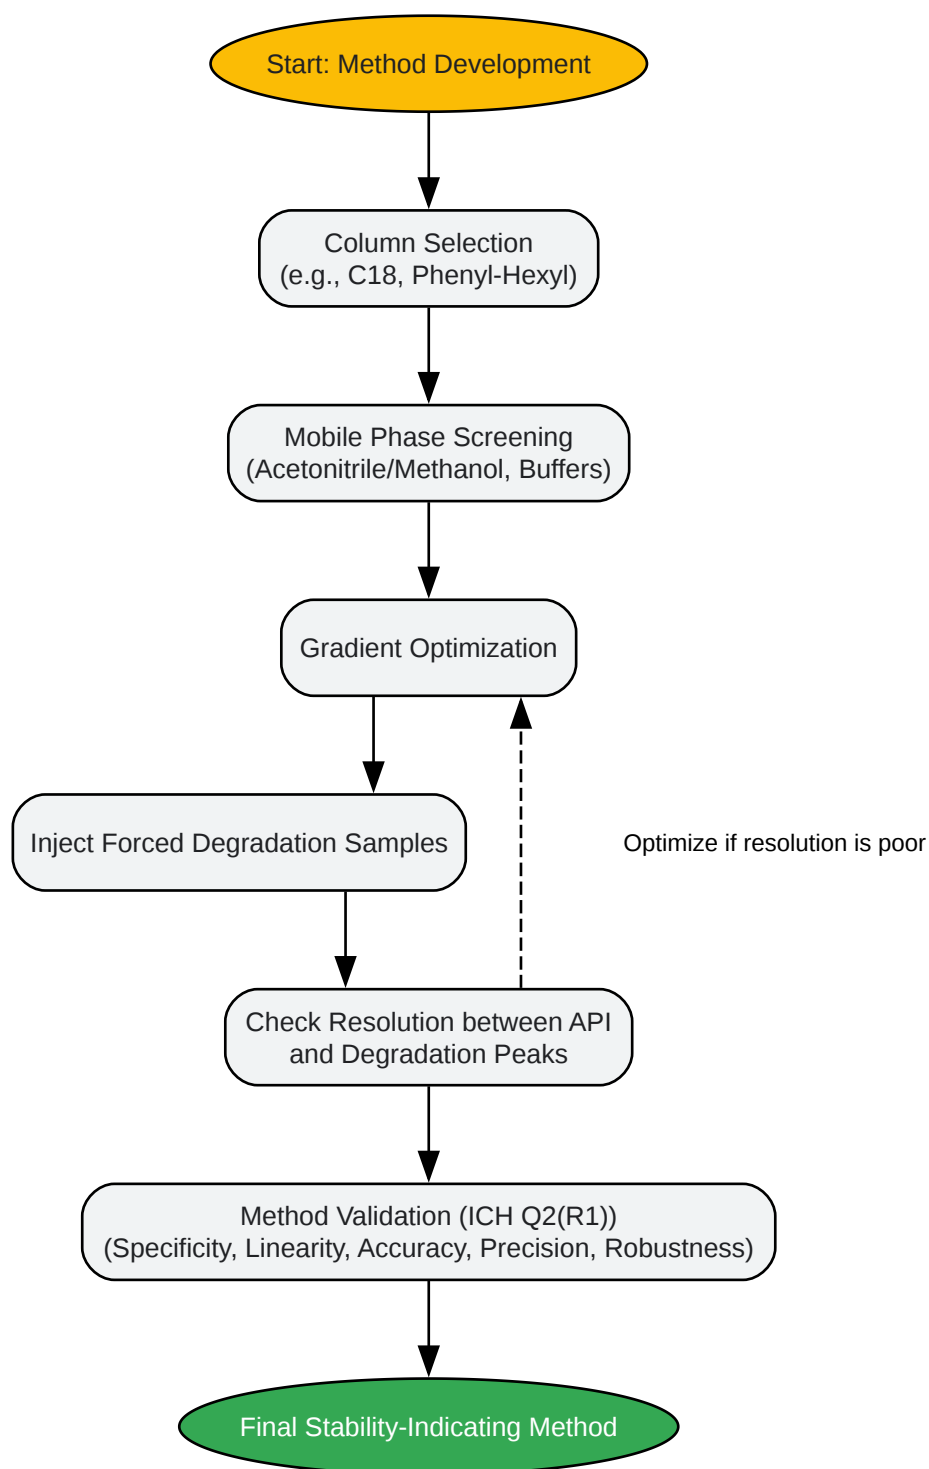 Start: Method Development
Column Selection
(e.g., C18, Phenyl-Hexyl)
Mobile Phase Screening
(Acetonitrile/Methanol, Buffers)
Gradient Optimization
Inject Forced Degradation Samples
Optimize if resolution is poor
Check Resolution between API
and Degradation Peaks
Method Validation (ICH Q2(R1))
(Specificity, Linearity, Accuracy, Precision, Robustness)
Final Stability-Indicating Method